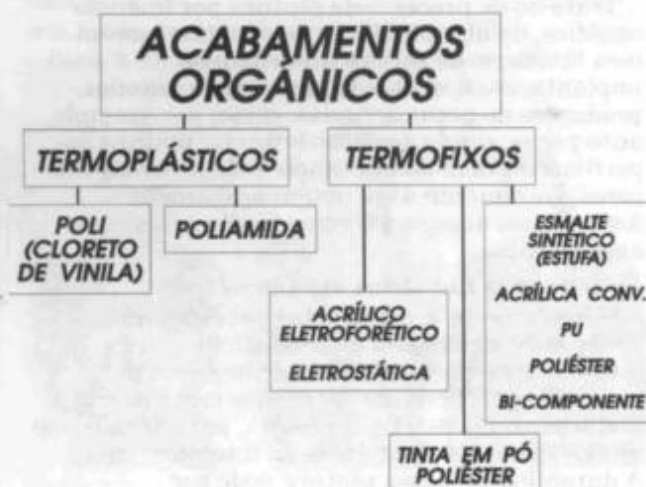 ACABAMENTOS
ORGÁNICOS
TERMOPLÁSTICOS
TERMOFIXOS
POLI
(CLORETO
DE VINILA)
POLIAMIDA
ACRÍLICO
ELETROFORÉTICO
ELETROSTÁTICA
TINTA EM PÓ
POLIÉSTER
ESMALTE
SINTÉTICO
(ESTUFA)
ACRÍLICA CONV.
PU
POLIÉSTER
BI-COMPONENTE